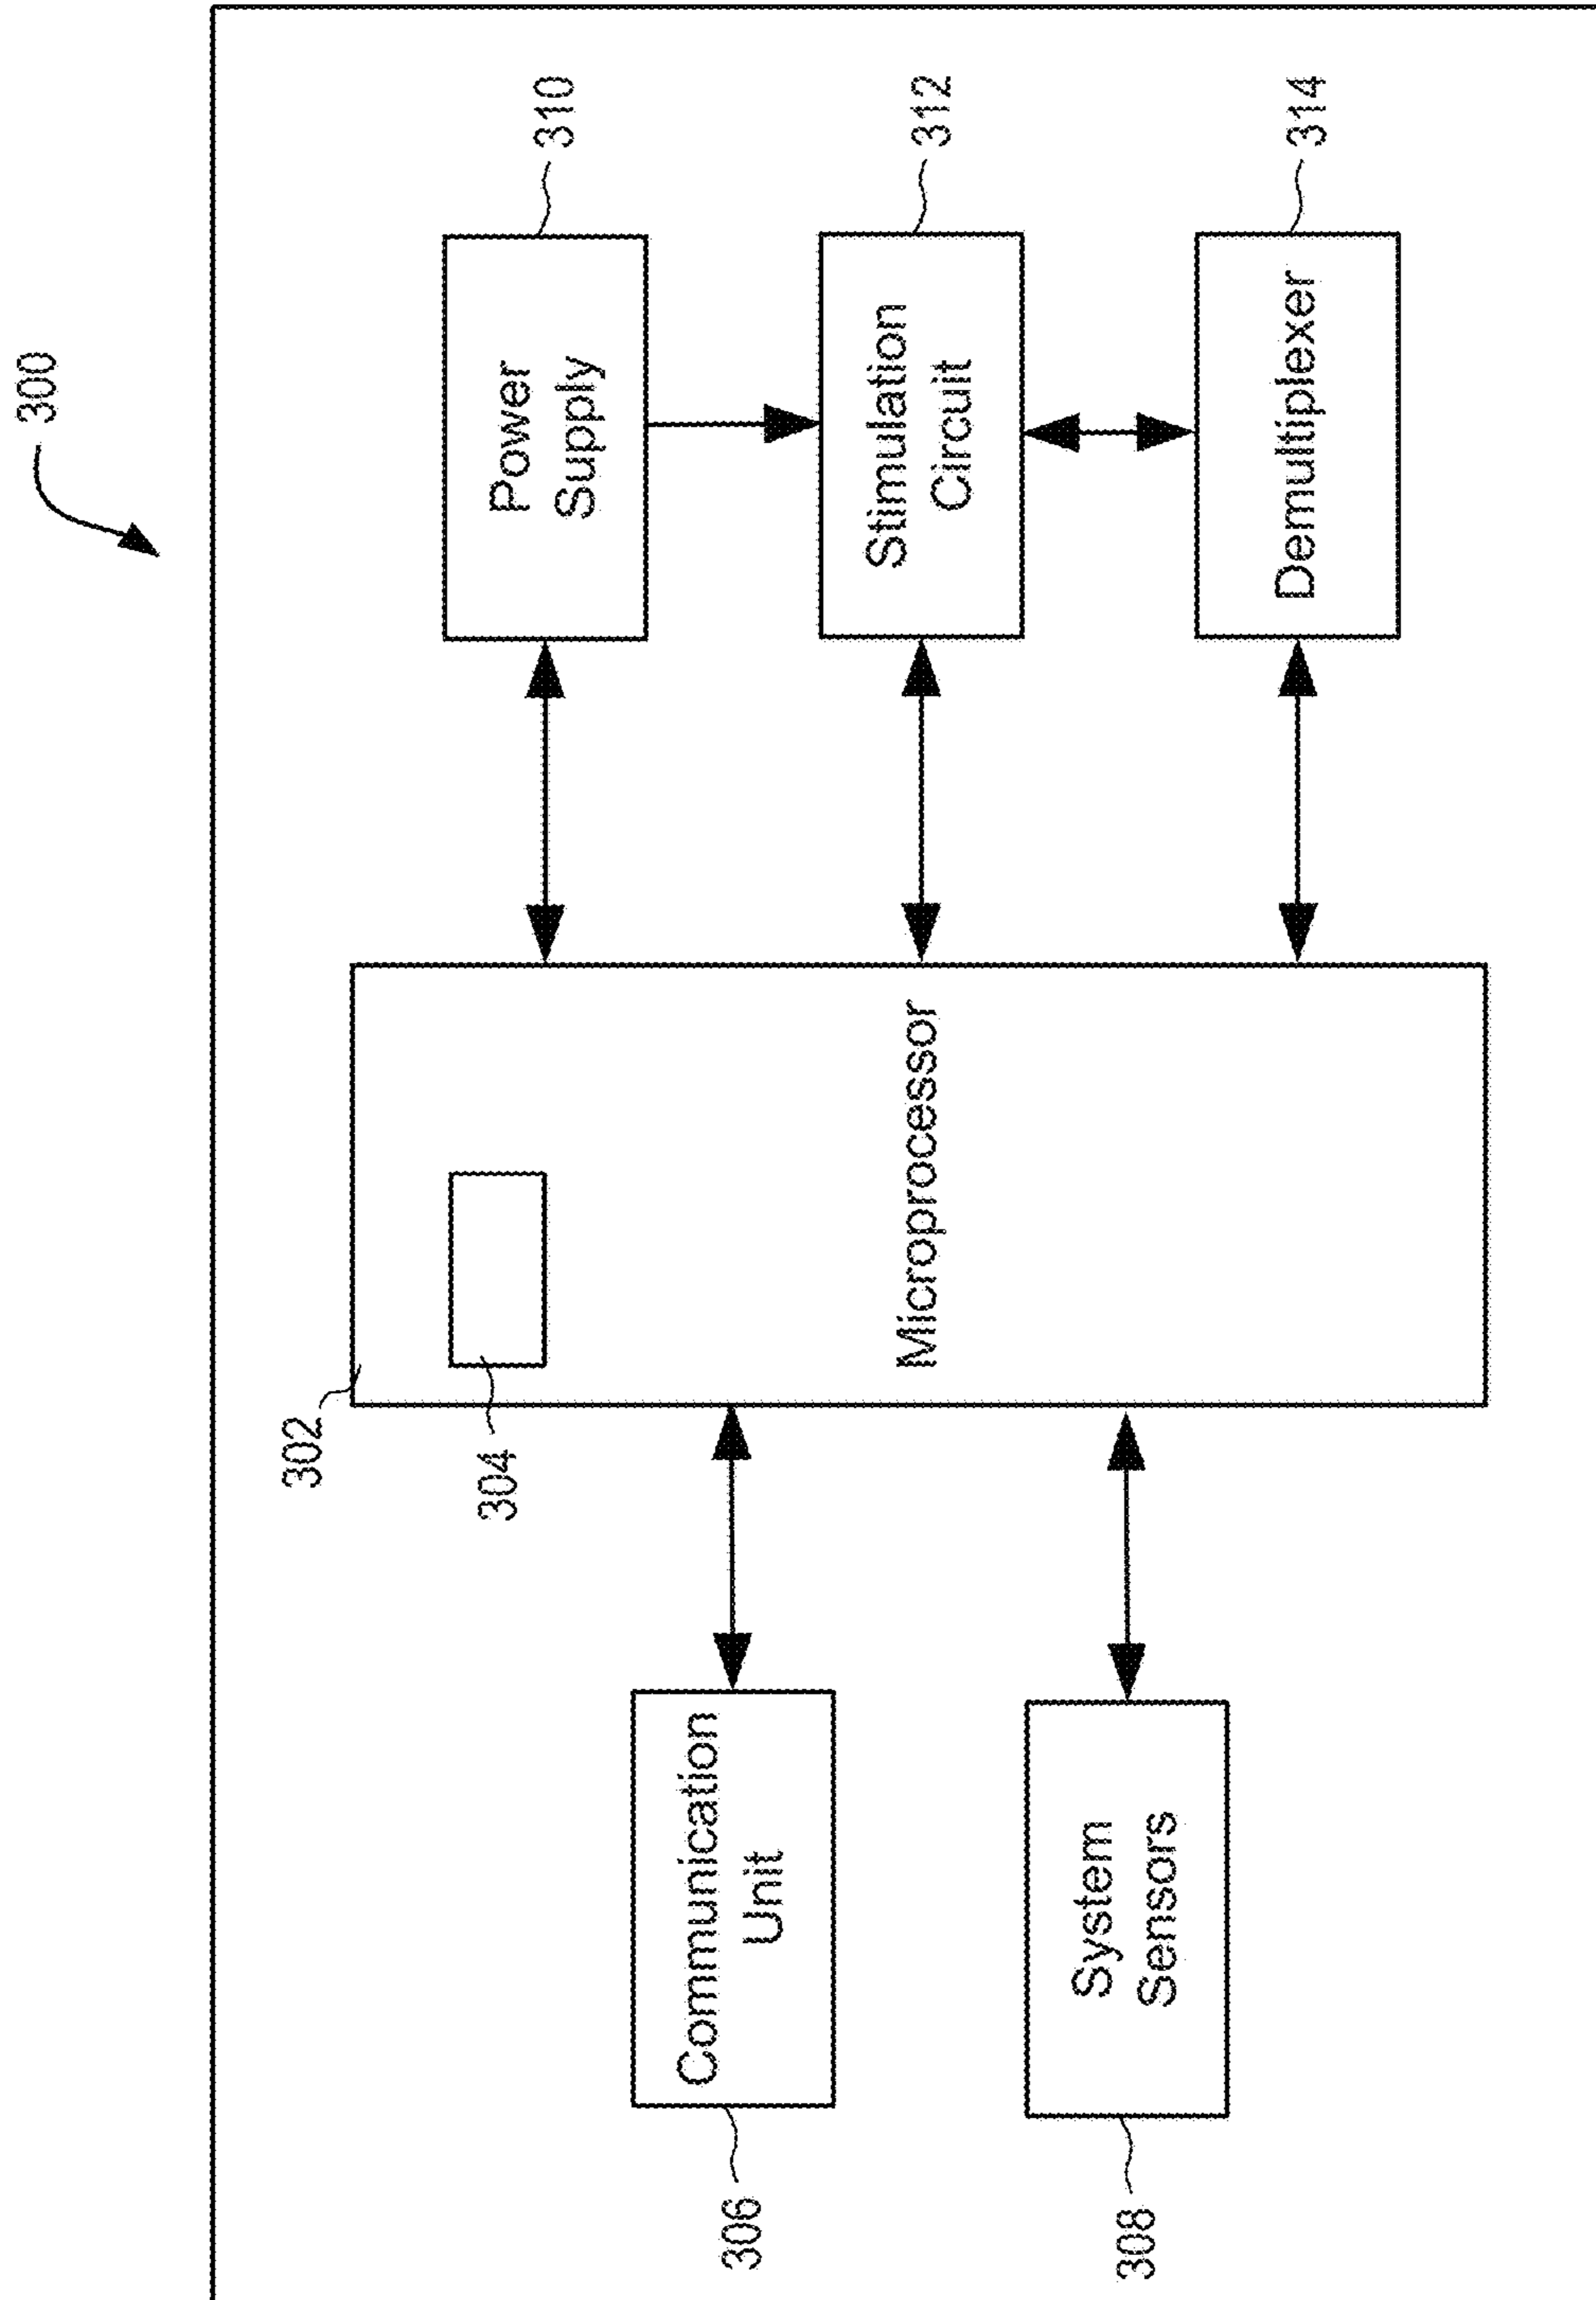 300
302
304
Power
Supply
310
Communication
Unit
306
Microprocessor
Stimulation
Circuit
312
System
Sensors
308
Demultiplexer
314